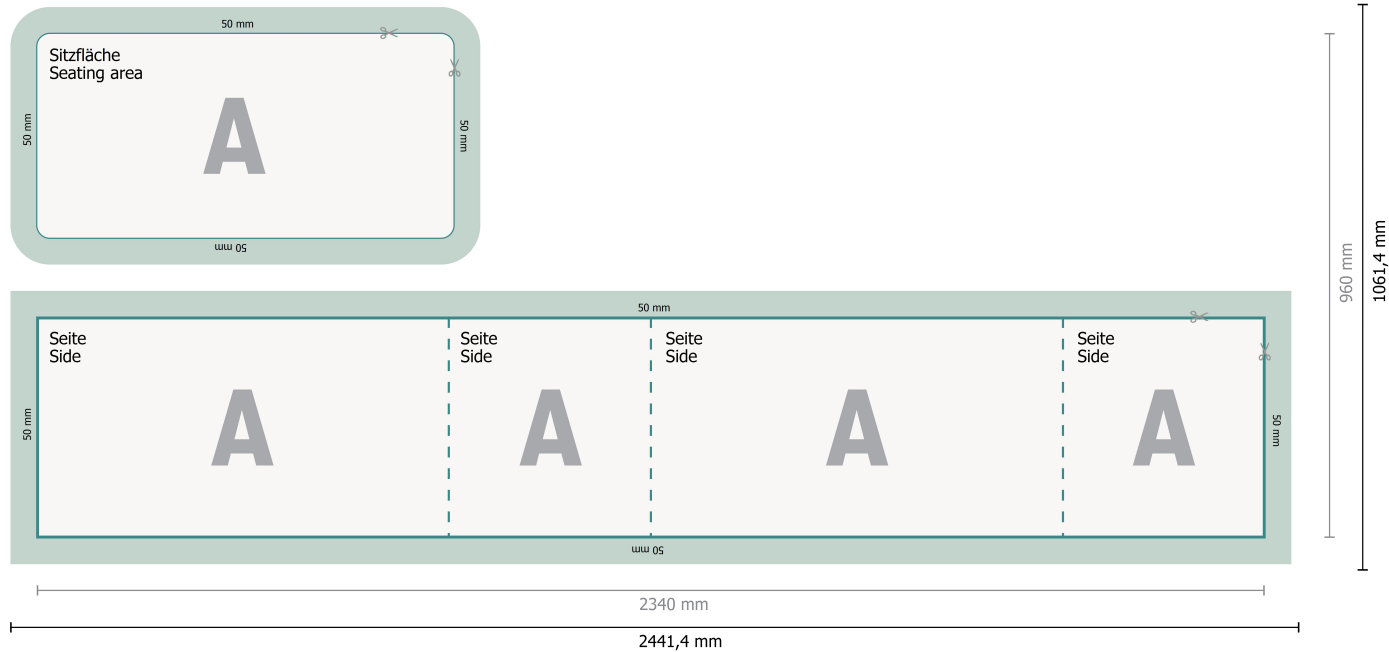 50 mm
Sitzfläche
Seating area
A
50 mm
50 mm
50 mm
50 mm
Seite
Side
Seite
Side
Seite
Side
Seite
Side
A
A
A
A
50 mm
50 mm
50 mm
960 mm
1061,4 mm
2340 mm
2441,4 mm